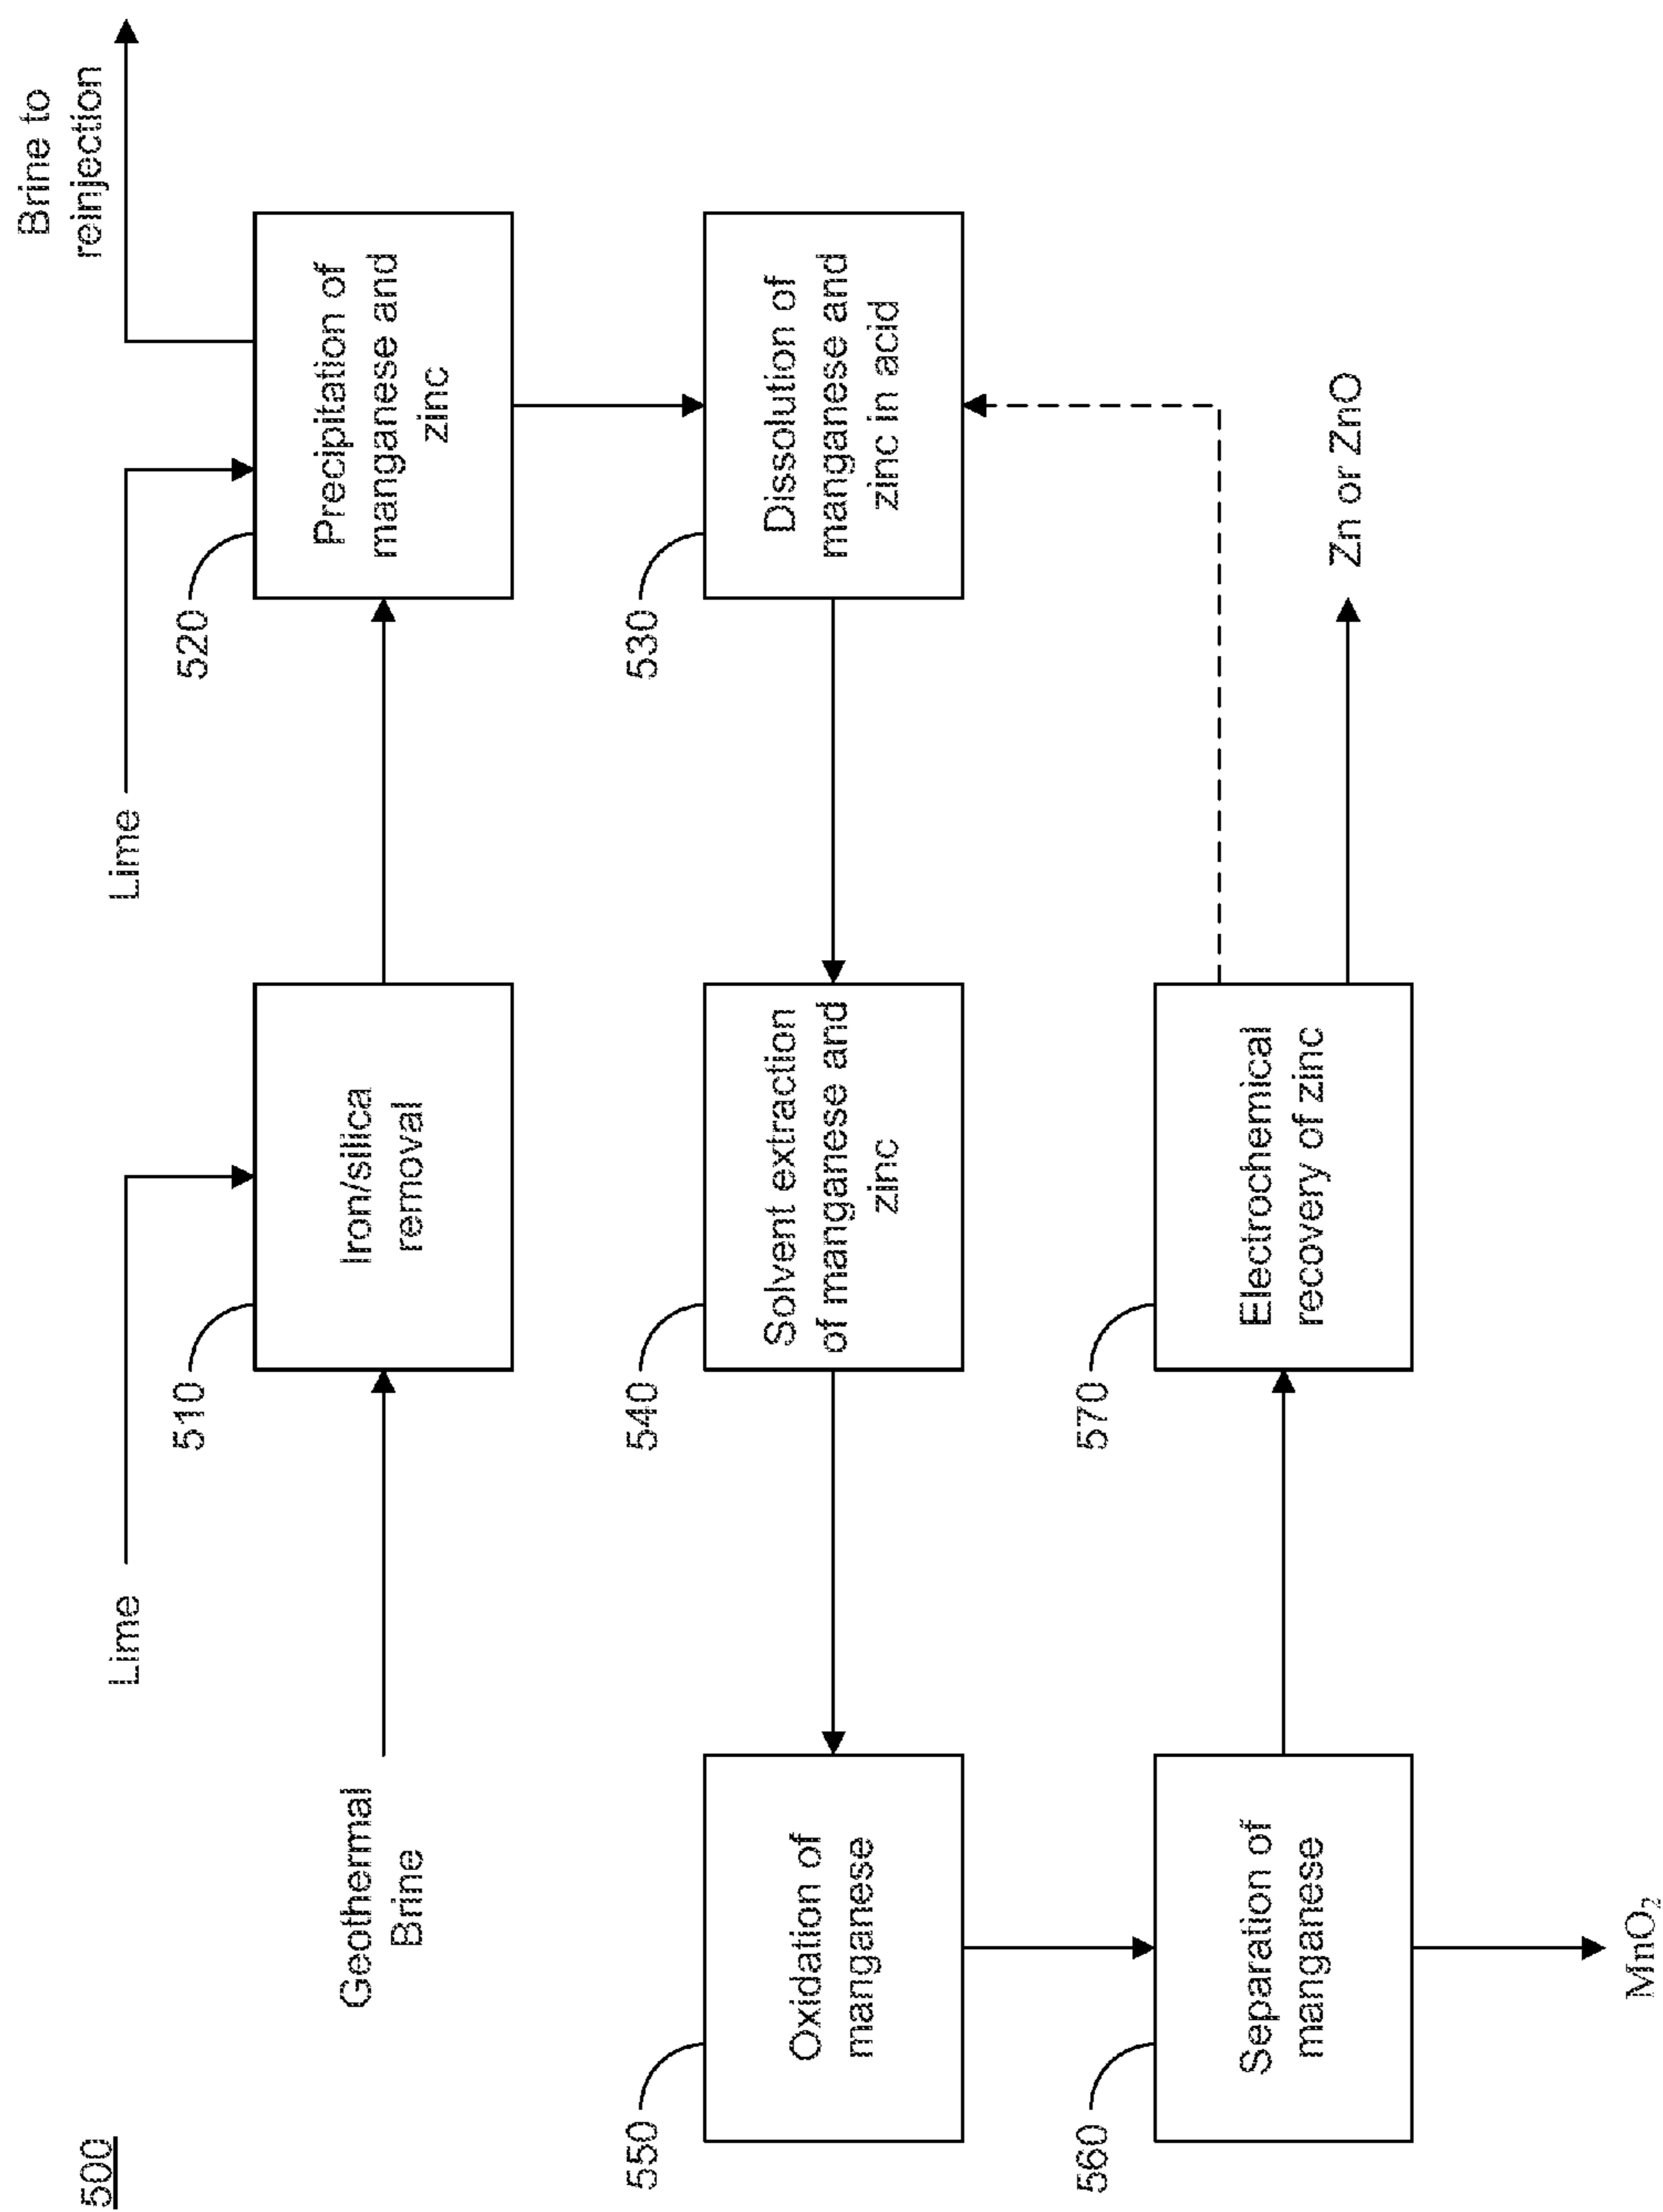 500
Lime
Lime
Brine to
reinjection
510
520
Geothermal
Brine
Iron/silica
removal
Precipitation of
manganese and
zinc
550
540
530
Oxidation of
manganese
Solvent extraction
of manganese and
zinc
Dissolution of
manganese and
zinc in acid
560
570
Separation of
manganese
Electrochemical
recovery of zinc
Zn or ZnO
MnO₂